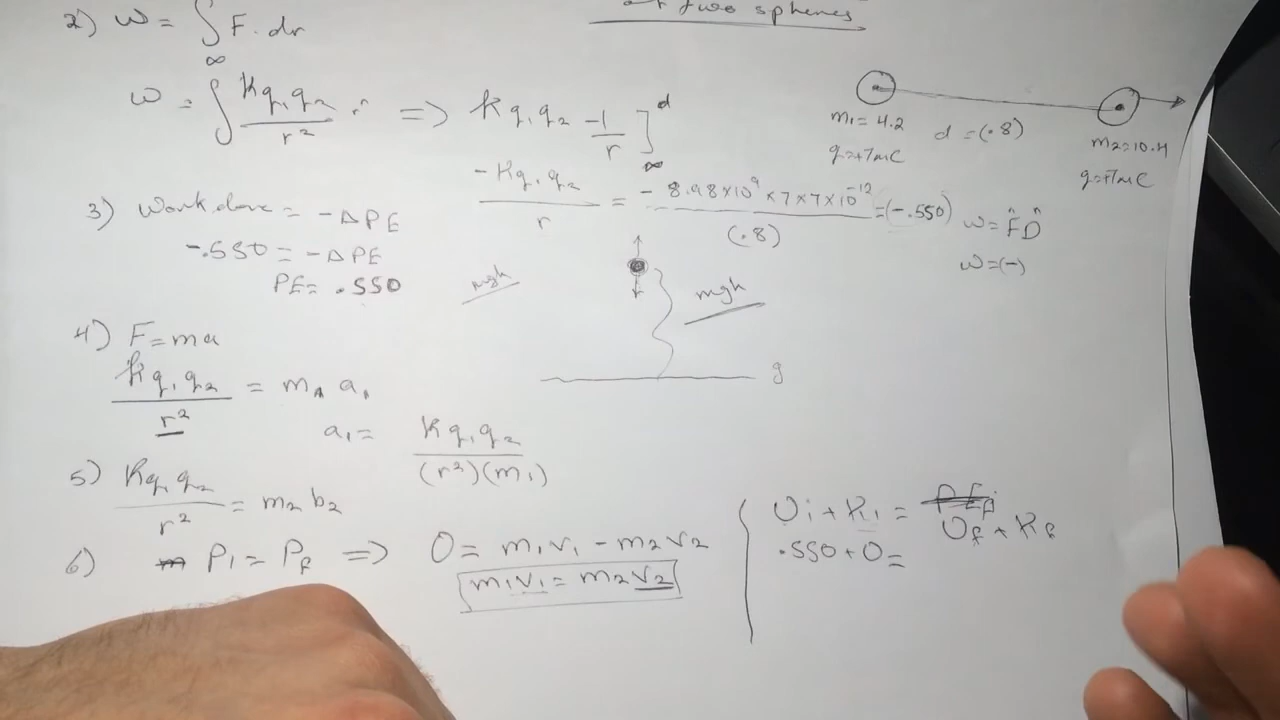 of two spheres
2) W = ∫ F. dr
∞
W = ∫ Kq₁q₂ / r² r̂ => Kq₁q₂ -1/r ]ᵈ∞
m₁ = 4.2
q=+7mC
d = (.8)
m₂=10.4
q=+7mC
-Kq₁q₂ / r = - 8.98×10⁹ × 7×7×10⁻¹² / (.8) = (-.550)
W = F̂D̂
W = (-)
3) Work done = -ΔPE
-.550 = -ΔPE
PE = .550
mgh
mgh
g
4) F = ma
Kq₁q₂ / r² = m₁ a₁
a₁ = Kq₁q₂ / (r²)(m₁)
5) Kq₁q₂ / r² = m₂ b₂
6) P₁ = P_f => 0 = m₁v₁ - m₂v₂
m₁v₁ = m₂v₂
Ui + K₁ = U_f + K_f
.550 + 0 =